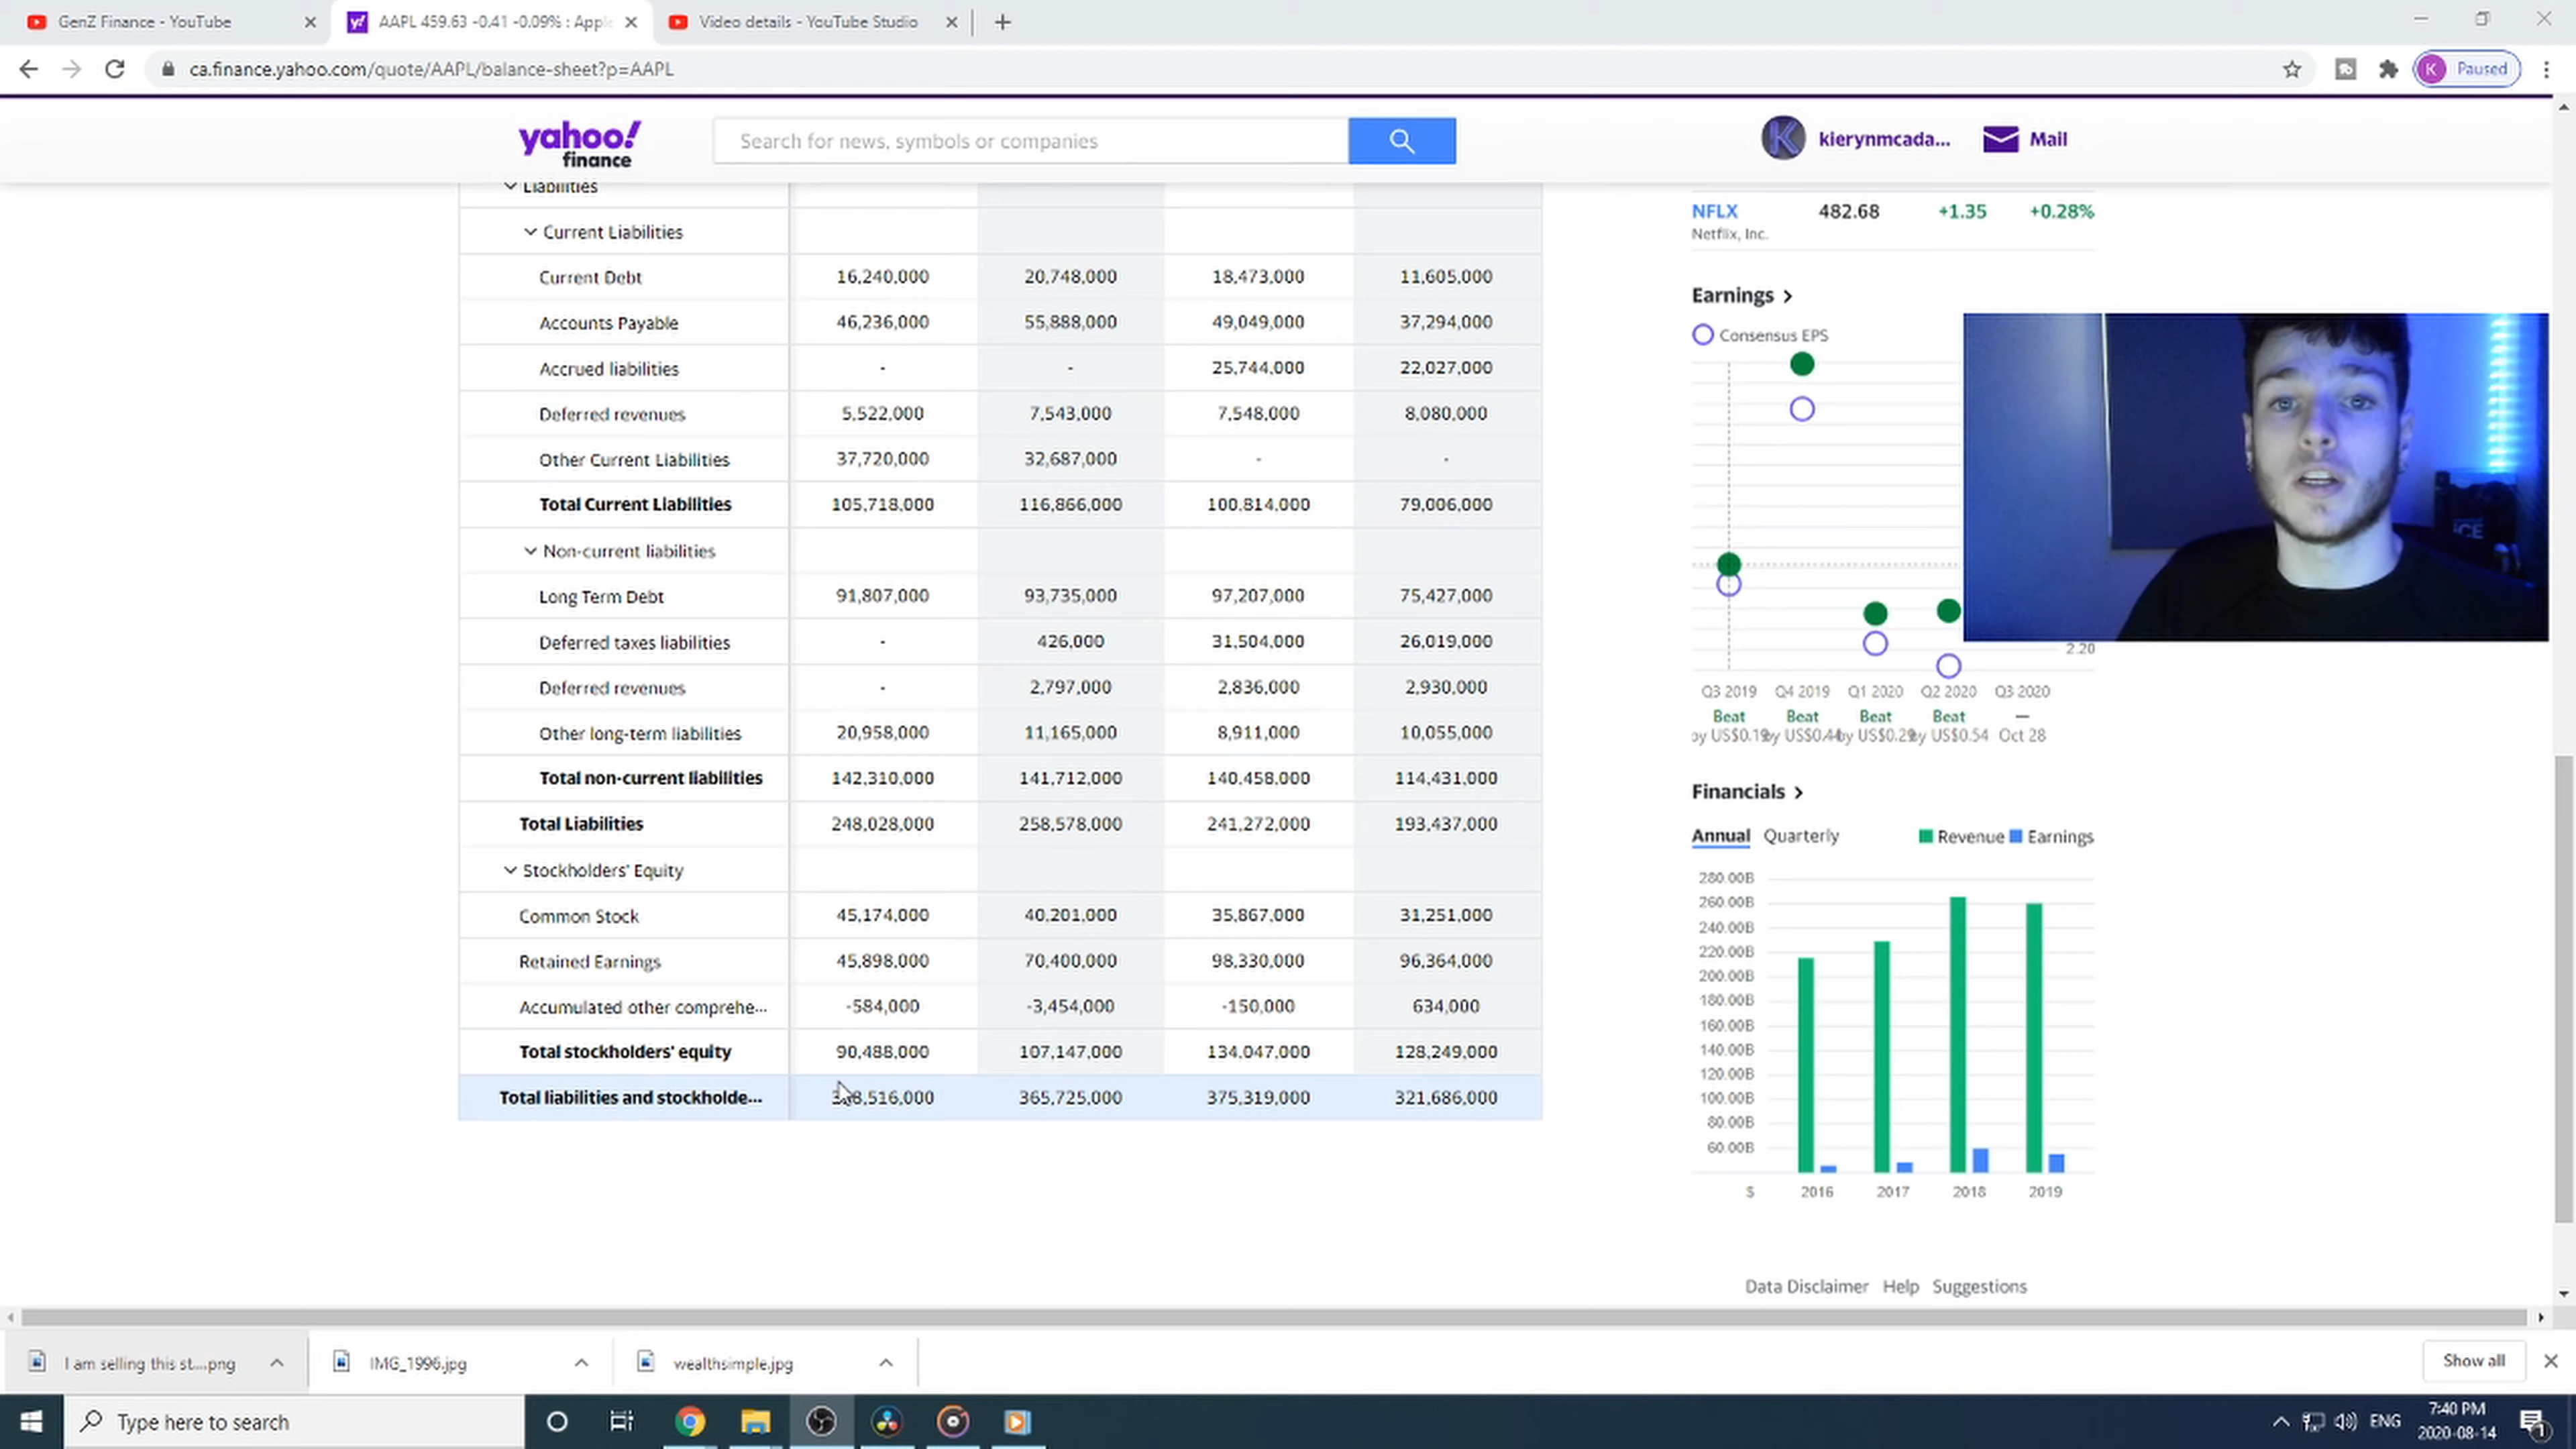 GenZ Finance - YouTube
AAPL 459.63 -0.41 -0.09% : Apple
Video details - YouTube Studio
ca.finance.yahoo.com/quote/AAPL/balance-sheet?p=AAPL
K Paused
yahoo!
finance
Search for news, symbols or companies
K kierynmcada...
Mail
Liabilities
Current Liabilities
Current Debt 16,240,000 20,748,000 18,473,000 11,605,000
Accounts Payable 46,236,000 55,888,000 49,049,000 37,294,000
Accrued liabilities - - 25,744,000 22,027,000
Deferred revenues 5,522,000 7,543,000 7,548,000 8,080,000
Other Current Liabilities 37,720,000 32,687,000 - -
Total Current Liabilities 105,718,000 116,866,000 100,814,000 79,006,000
Non-current liabilities
Long Term Debt 91,807,000 93,735,000 97,207,000 75,427,000
Deferred taxes liabilities - 426,000 31,504,000 26,019,000
Deferred revenues - 2,797,000 2,836,000 2,930,000
Other long-term liabilities 20,958,000 11,165,000 8,911,000 10,055,000
Total non-current liabilities 142,310,000 141,712,000 140,458,000 114,431,000
Total Liabilities 248,028,000 258,578,000 241,272,000 193,437,000
Stockholders' Equity
Common Stock 45,174,000 40,201,000 35,867,000 31,251,000
Retained Earnings 45,898,000 70,400,000 98,330,000 96,364,000
Accumulated other comprehe... -584,000 -3,454,000 -150,000 634,000
Total stockholders' equity 90,488,000 107,147,000 134,047,000 128,249,000
Total liabilities and stockholde... 365,725,000 375,319,000 321,686,000
NFLX 482.68 +1.35 +0.28%
Netflix, Inc.
Earnings >
Consensus EPS
2.20
Q3 2019 Q4 2019 Q1 2020 Q2 2020 Q3 2020
Beat Beat Beat Beat —
by US$0.19 by US$0.44 by US$0.29 by US$0.54 Oct 28
Financials >
Annual Quarterly Revenue Earnings
280.00B
260.00B
240.00B
220.00B
200.00B
180.00B
160.00B
140.00B
120.00B
100.00B
80.00B
60.00B
$ 2016 2017 2018 2019
Data Disclaimer Help Suggestions
I am selling this st....png
IMG_1996.jpg
wealthsimple.jpg
Show all
Type here to search
ENG
7:40 PM
2020-08-14
1